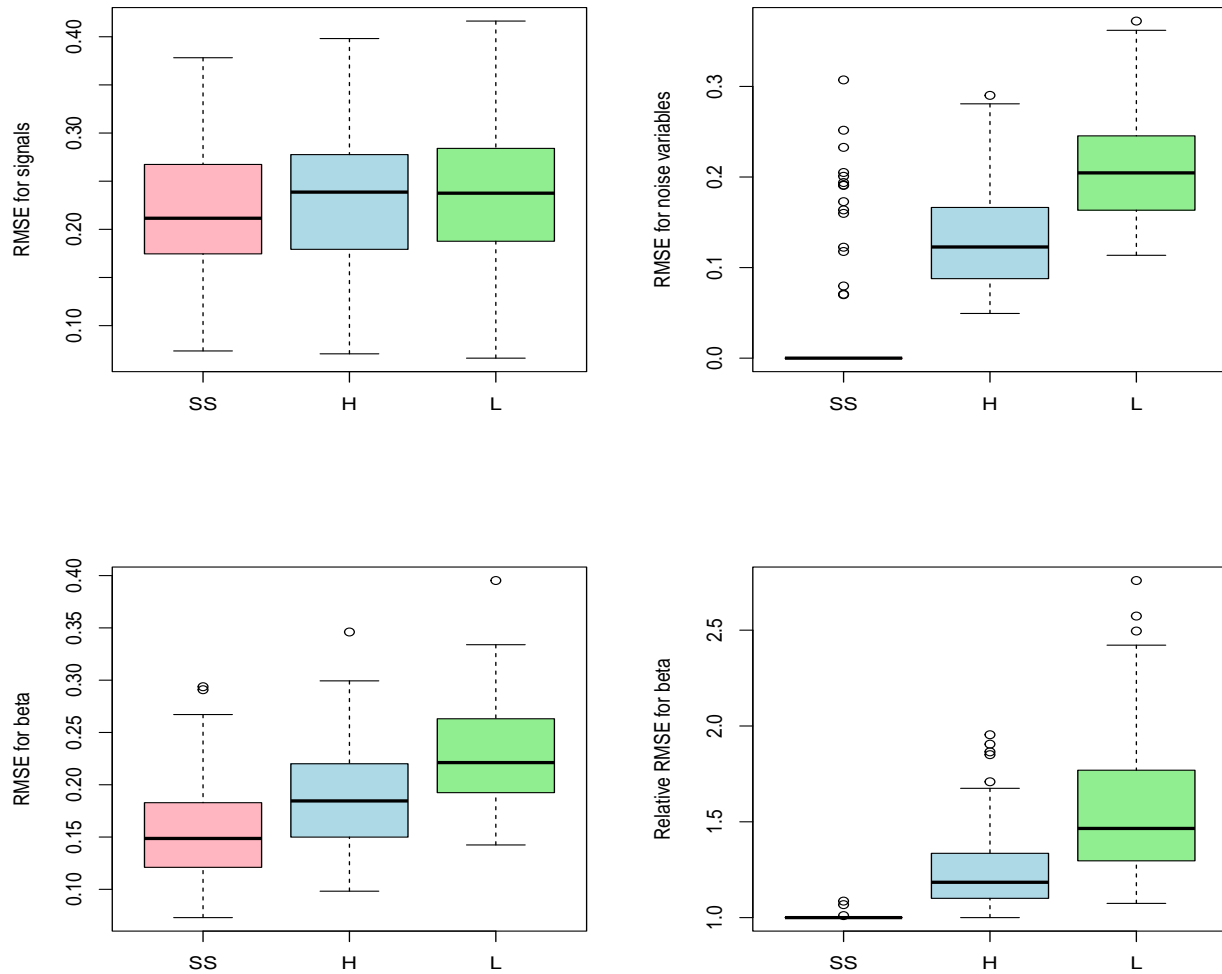 RMSE for signals
0.40
0.30
0.20
0.10
SS H L
RMSE for noise variables
0.3
0.2
0.1
0.0
SS H L
RMSE for beta
0.40
0.35
0.30
0.25
0.20
0.15
0.10
SS H L
Relative RMSE for beta
2.5
2.0
1.5
1.0
SS H L